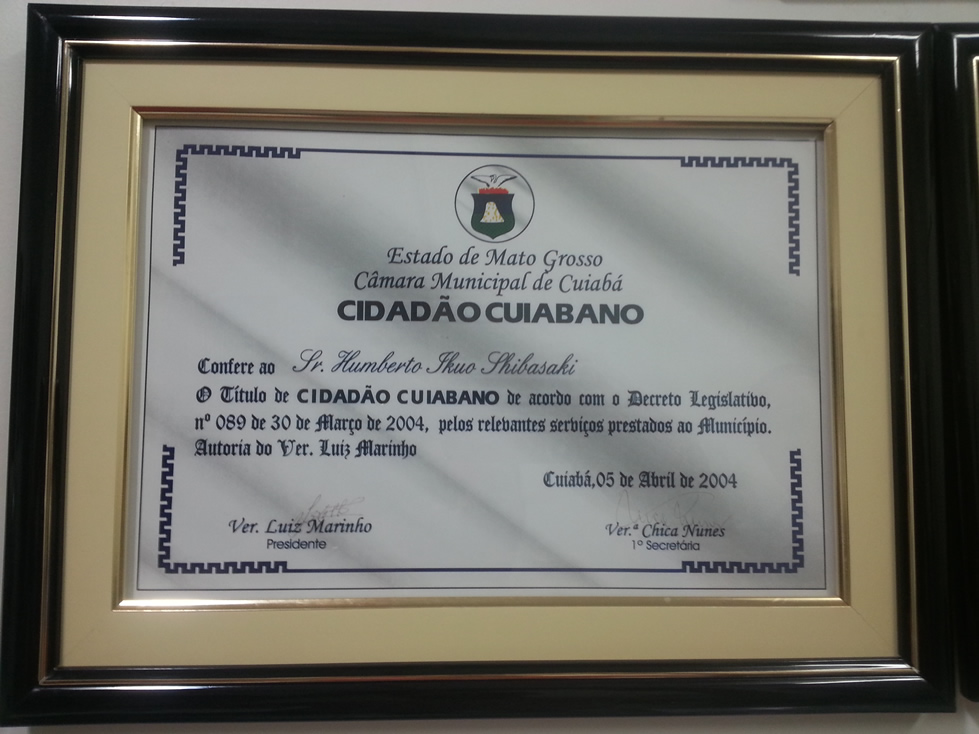 Estado de Mato Grosso
Câmara Municipal de Cuiabá
CIDADÃO CUIABANO
Confere ao Sr. Humberto Ikuo Shibasaki
O Título de CIDADÃO CUIABANO de acordo com o Decreto Legislativo,
nº 089 de 30 de Março de 2004, pelos relevantes serviços prestados ao Município.
Autoria do Ver. Luiz Marinho
Cuiabá,05 de Abril de 2004
Ver. Luiz Marinho
Presidente
Ver.ª Chica Nunes
1º Secretária